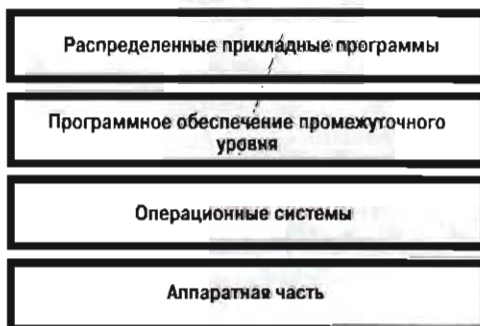 Распределенные прикладные программы
Программное обеспечение промежуточного
уровня
Операционные системы
Аппаратная часть